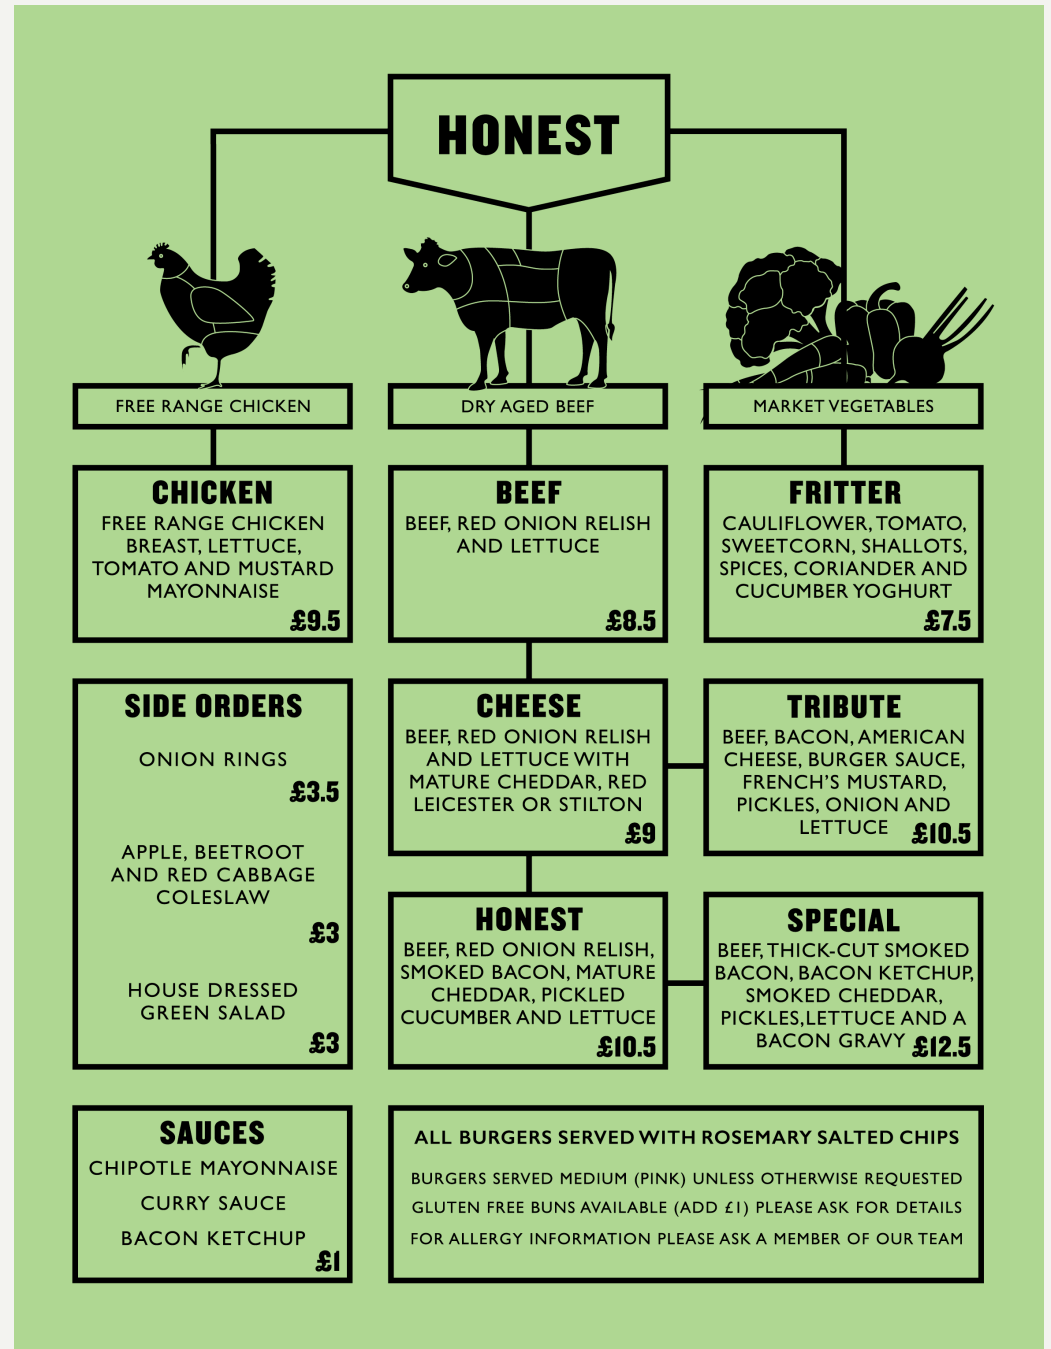 HONEST
FREE RANGE CHICKEN
DRY AGED BEEF
MARKET VEGETABLES
CHICKEN
FREE RANGE CHICKEN
BREAST, LETTUCE,
TOMATO AND MUSTARD
MAYONNAISE
£9.5
BEEF
BEEF, RED ONION RELISH
AND LETTUCE
£8.5
FRITTER
CAULIFLOWER, TOMATO,
SWEETCORN, SHALLOTS,
SPICES, CORIANDER AND
CUCUMBER YOGHURT
£7.5
SIDE ORDERS
ONION RINGS
£3.5
APPLE, BEETROOT
AND RED CABBAGE
COLESLAW
£3
HOUSE DRESSED
GREEN SALAD
£3
CHEESE
BEEF, RED ONION RELISH
AND LETTUCE WITH
MATURE CHEDDAR, RED
LEICESTER OR STILTON
£9
TRIBUTE
BEEF, BACON, AMERICAN
CHEESE, BURGER SAUCE,
FRENCH'S MUSTARD,
PICKLES, ONION AND
LETTUCE £10.5
HONEST
BEEF, RED ONION RELISH,
SMOKED BACON, MATURE
CHEDDAR, PICKLED
CUCUMBER AND LETTUCE
£10.5
SPECIAL
BEEF, THICK-CUT SMOKED
BACON, BACON KETCHUP,
SMOKED CHEDDAR,
PICKLES,LETTUCE AND A
BACON GRAVY £12.5
SAUCES
CHIPOTLE MAYONNAISE
CURRY SAUCE
BACON KETCHUP
£1
ALL BURGERS SERVED WITH ROSEMARY SALTED CHIPS
BURGERS SERVED MEDIUM (PINK) UNLESS OTHERWISE REQUESTED
GLUTEN FREE BUNS AVAILABLE (ADD £1) PLEASE ASK FOR DETAILS
FOR ALLERGY INFORMATION PLEASE ASK A MEMBER OF OUR TEAM